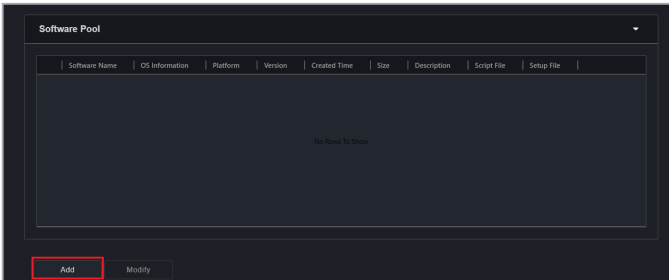 Software Pool
Software Name OS Information Platform Version Created Time Size Description Script File Setup File
No Rows To Show
Add Modify